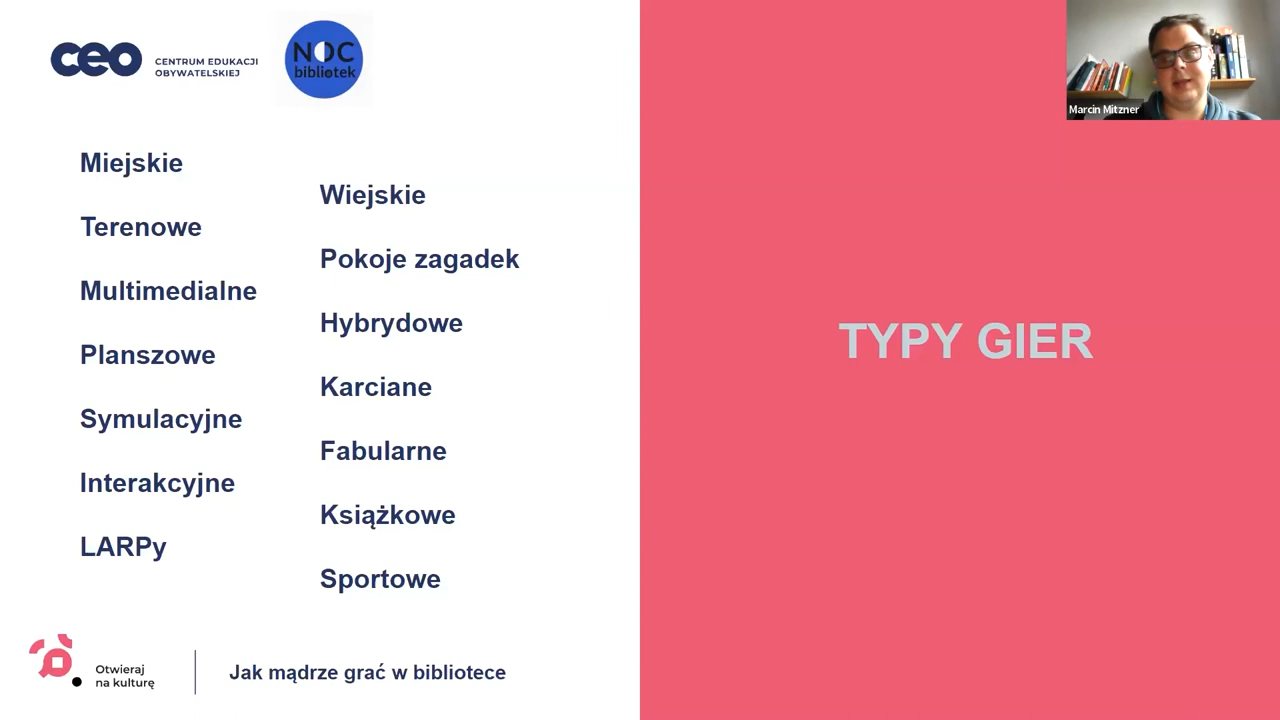 ceo
CENTRUM EDUKACJI
OBYWATELSKIEJ
NOC
bibliotek
Marcin Mitzner
Miejskie
Wiejskie
Terenowe
Pokoje zagadek
Multimedialne
Hybrydowe
Planszowe
Karciane
Symulacyjne
Fabularne
Interakcyjne
Książkowe
LARPy
Sportowe
TYPY GIER
Otwieraj
na kulturę
Jak mądrze grać w bibliotece